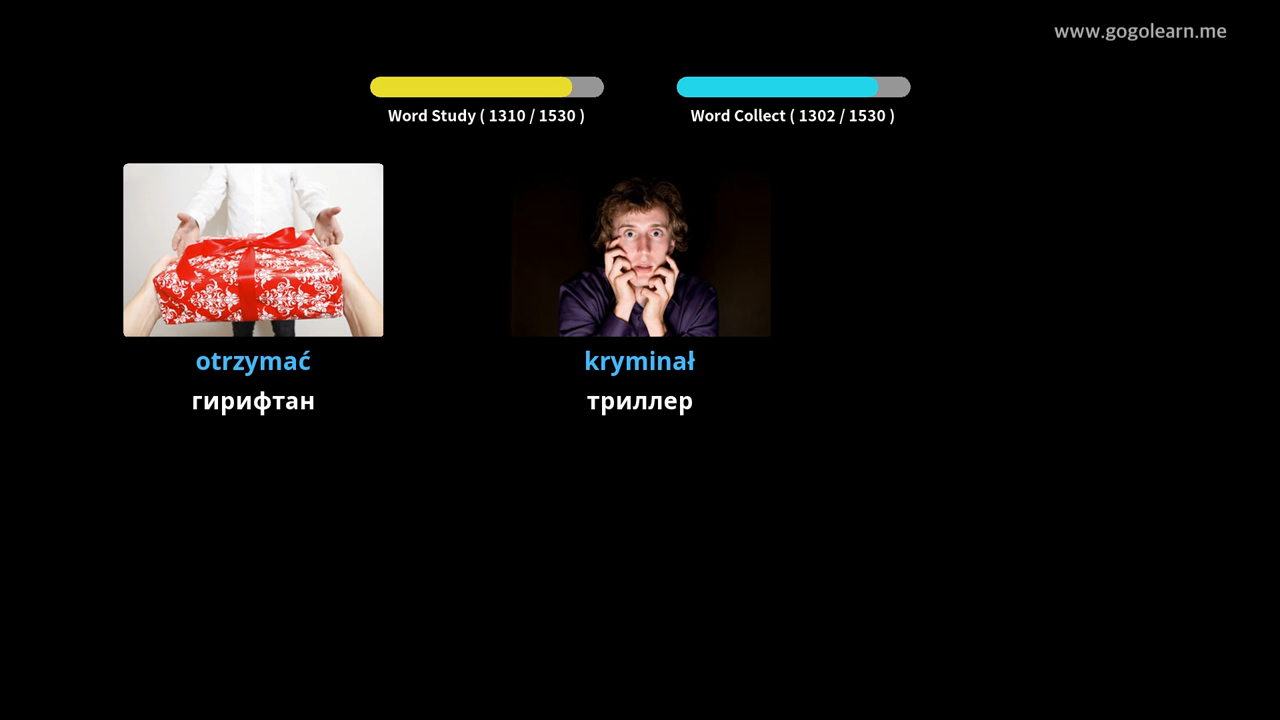 www.gogolearn.me
Word Study ( 1310 / 1530 )
Word Collect ( 1302 / 1530 )
otrzymać
гирифтан
kryminał
триллер